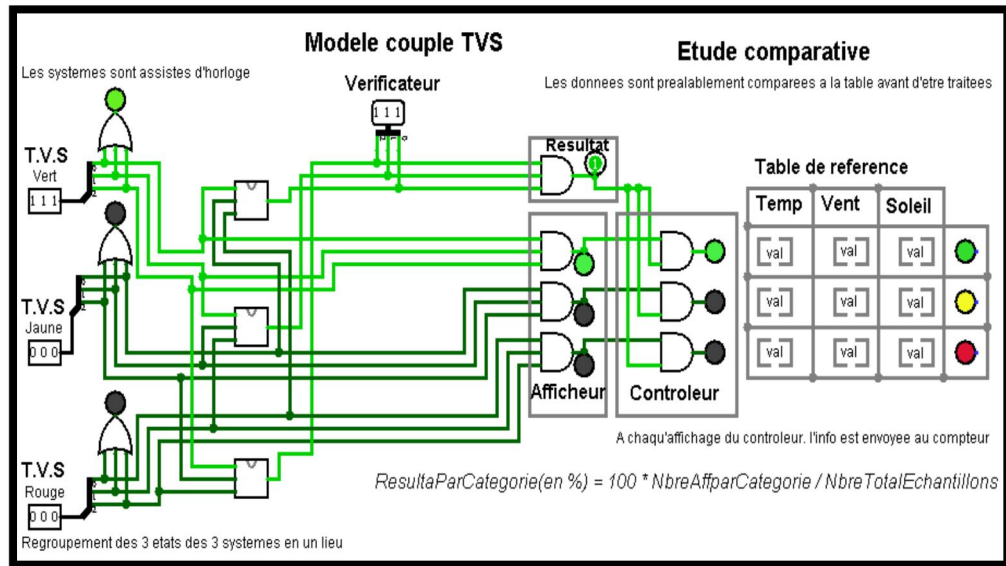 Modele couple TVS
Etude comparative
Les systemes sont assistes d'horloge
Les donnees sont prealablement comparees a la table avant d'etre traitees
Verificateur
1 1 1
T.V.S
Vert
1 1 1
Resultat
1
Table de reference
Temp Vent Soleil
val val val
val val val
val val val
T.V.S
Jaune
0 0 0
Afficheur
Controleur
A chaqu'affichage du controleur. l'info est envoyee au compteur
T.V.S
Rouge
0 0 0
ResultaParCategorie(en %) = 100 * NbreAffparCategorie / NbreTotalEchantillons
Regroupement des 3 etats des 3 systemes en un lieu